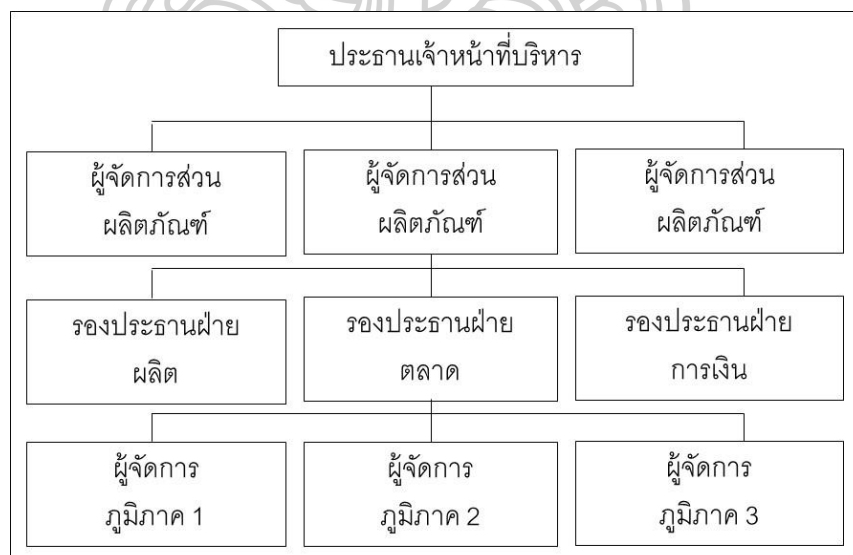 ประธานเจ้าหน้าที่บริหาร
ผู้จัดการส่วน
ผลิตภัณฑ์
ผู้จัดการส่วน
ผลิตภัณฑ์
ผู้จัดการส่วน
ผลิตภัณฑ์
รองประธานฝ่าย
ผลิต
รองประธานฝ่าย
ตลาด
รองประธานฝ่าย
การเงิน
ผู้จัดการ
ภูมิภาค 1
ผู้จัดการ
ภูมิภาค 2
ผู้จัดการ
ภูมิภาค 3